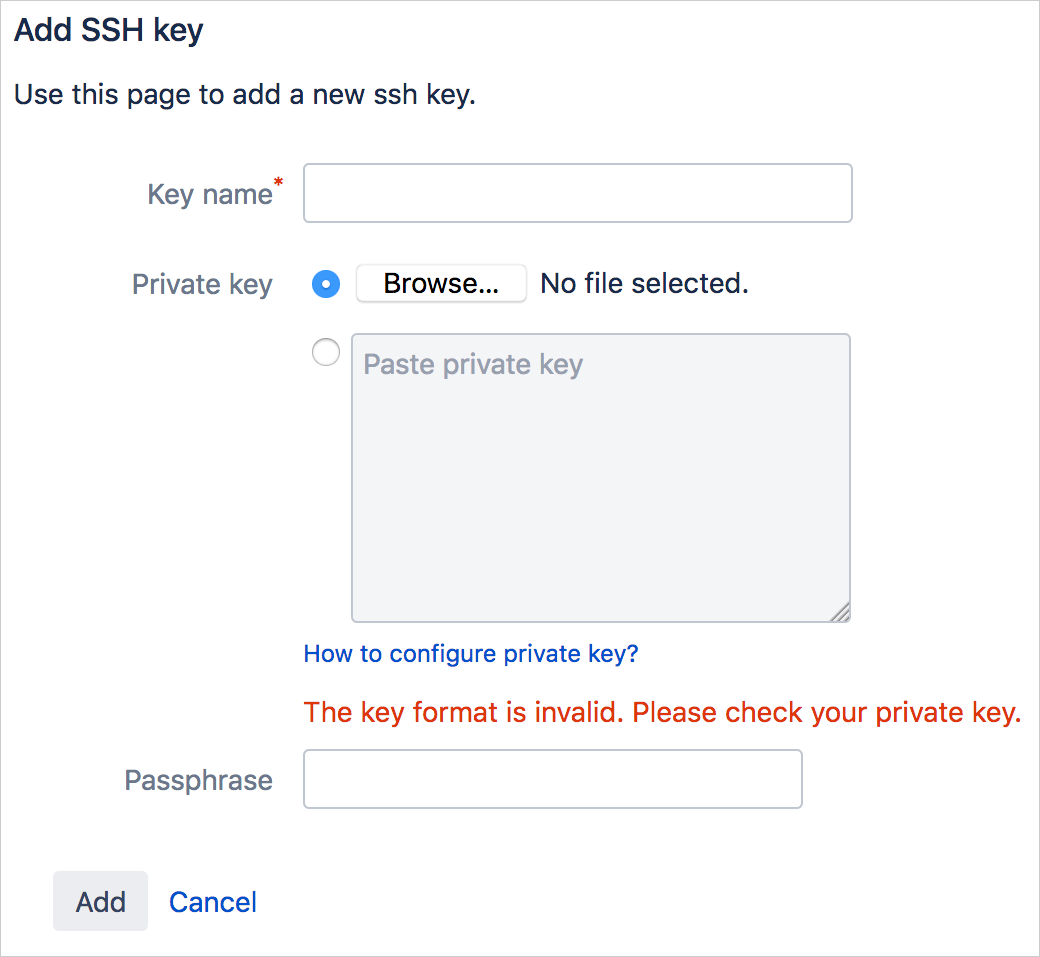 Add SSH key
Use this page to add a new ssh key.
Key name*
Private key
Browse... No file selected.
Paste private key
How to configure private key?
The key format is invalid. Please check your private key.
Passphrase
Add Cancel